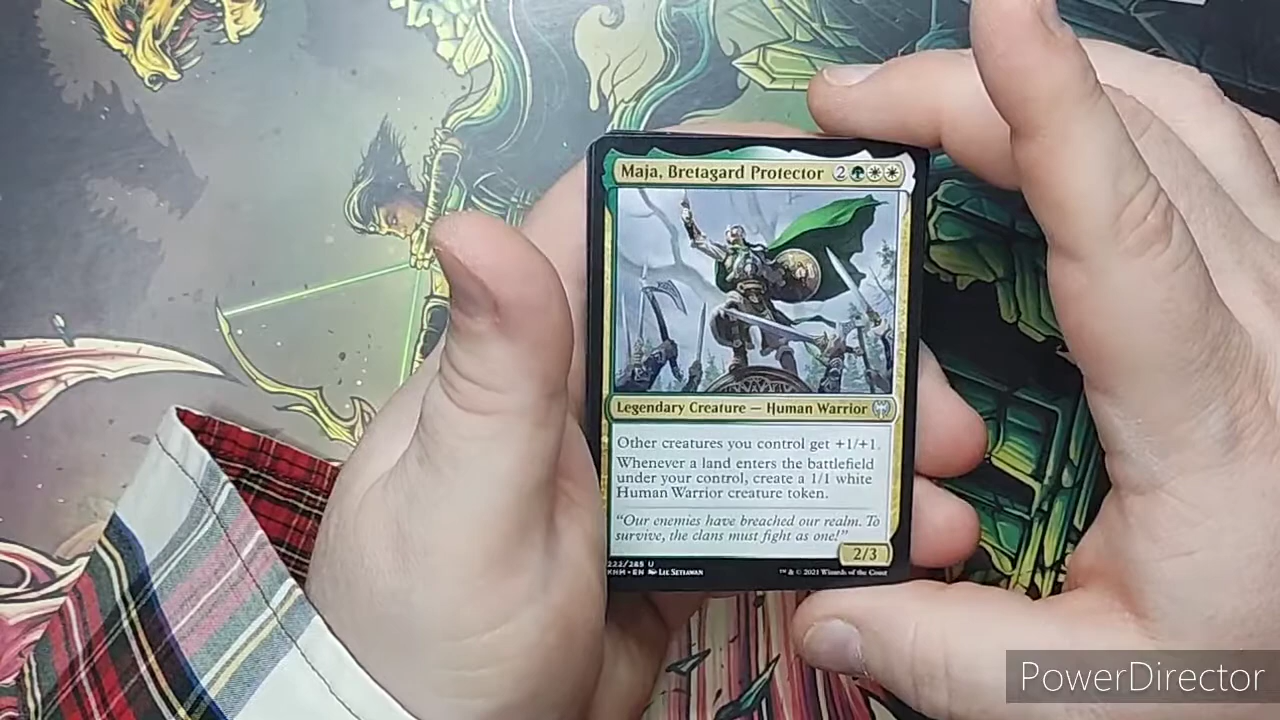 Maja, Bretagard Protector 2
Legendary Creature — Human Warrior
Other creatures you control get +1/+1.
Whenever a land enters the battlefield
under your control, create a 1/1 white
Human Warrior creature token.
“Our enemies have breached our realm. To
survive, the clans must fight as one!”
2/3
222/285 U
KHM • EN Lie Setiawan
™ & © 2021 Wizards of the Coast
PowerDirector